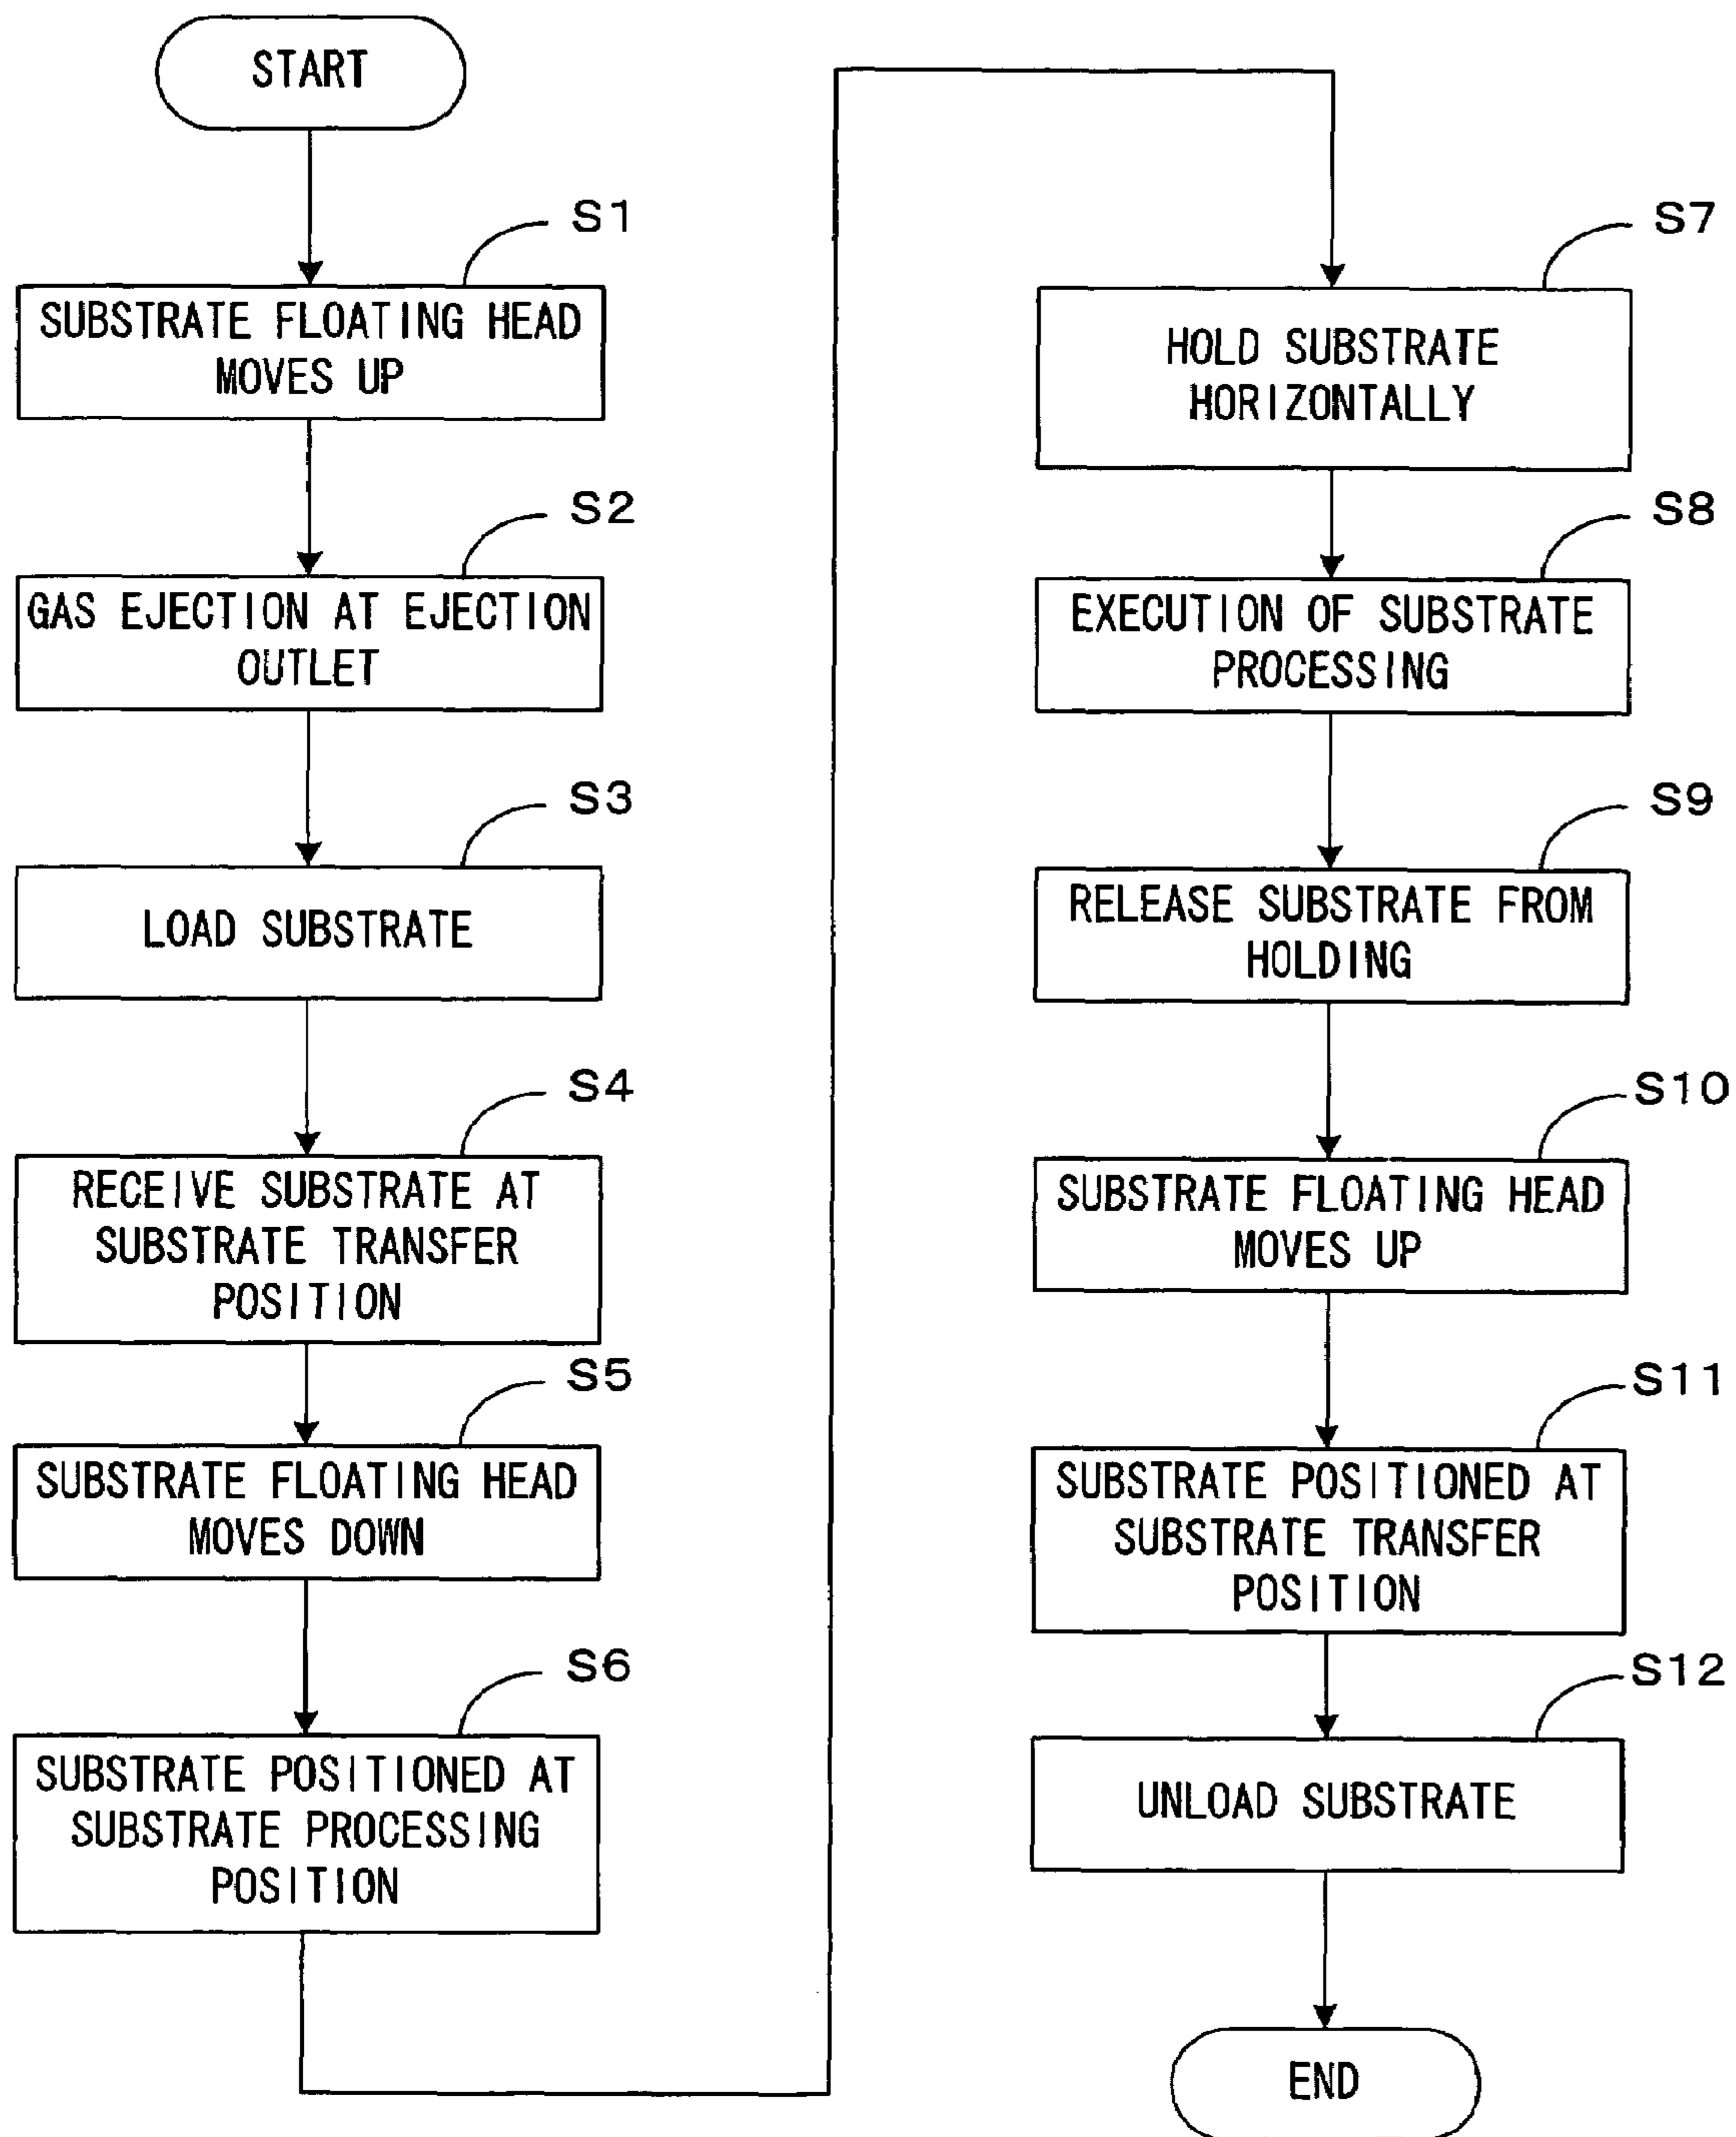 START
S1
SUBSTRATE FLOATING HEAD
MOVES UP
S2
GAS EJECTION AT EJECTION
OUTLET
S3
LOAD SUBSTRATE
S4
RECEIVE SUBSTRATE AT
SUBSTRATE TRANSFER
POSITION
S5
SUBSTRATE FLOATING HEAD
MOVES DOWN
S6
SUBSTRATE POSITIONED AT
SUBSTRATE PROCESSING
POSITION
S7
HOLD SUBSTRATE
HORIZONTALLY
S8
EXECUTION OF SUBSTRATE
PROCESSING
S9
RELEASE SUBSTRATE FROM
HOLDING
S10
SUBSTRATE FLOATING HEAD
MOVES UP
S11
SUBSTRATE POSITIONED AT
SUBSTRATE TRANSFER
POSITION
S12
UNLOAD SUBSTRATE
END